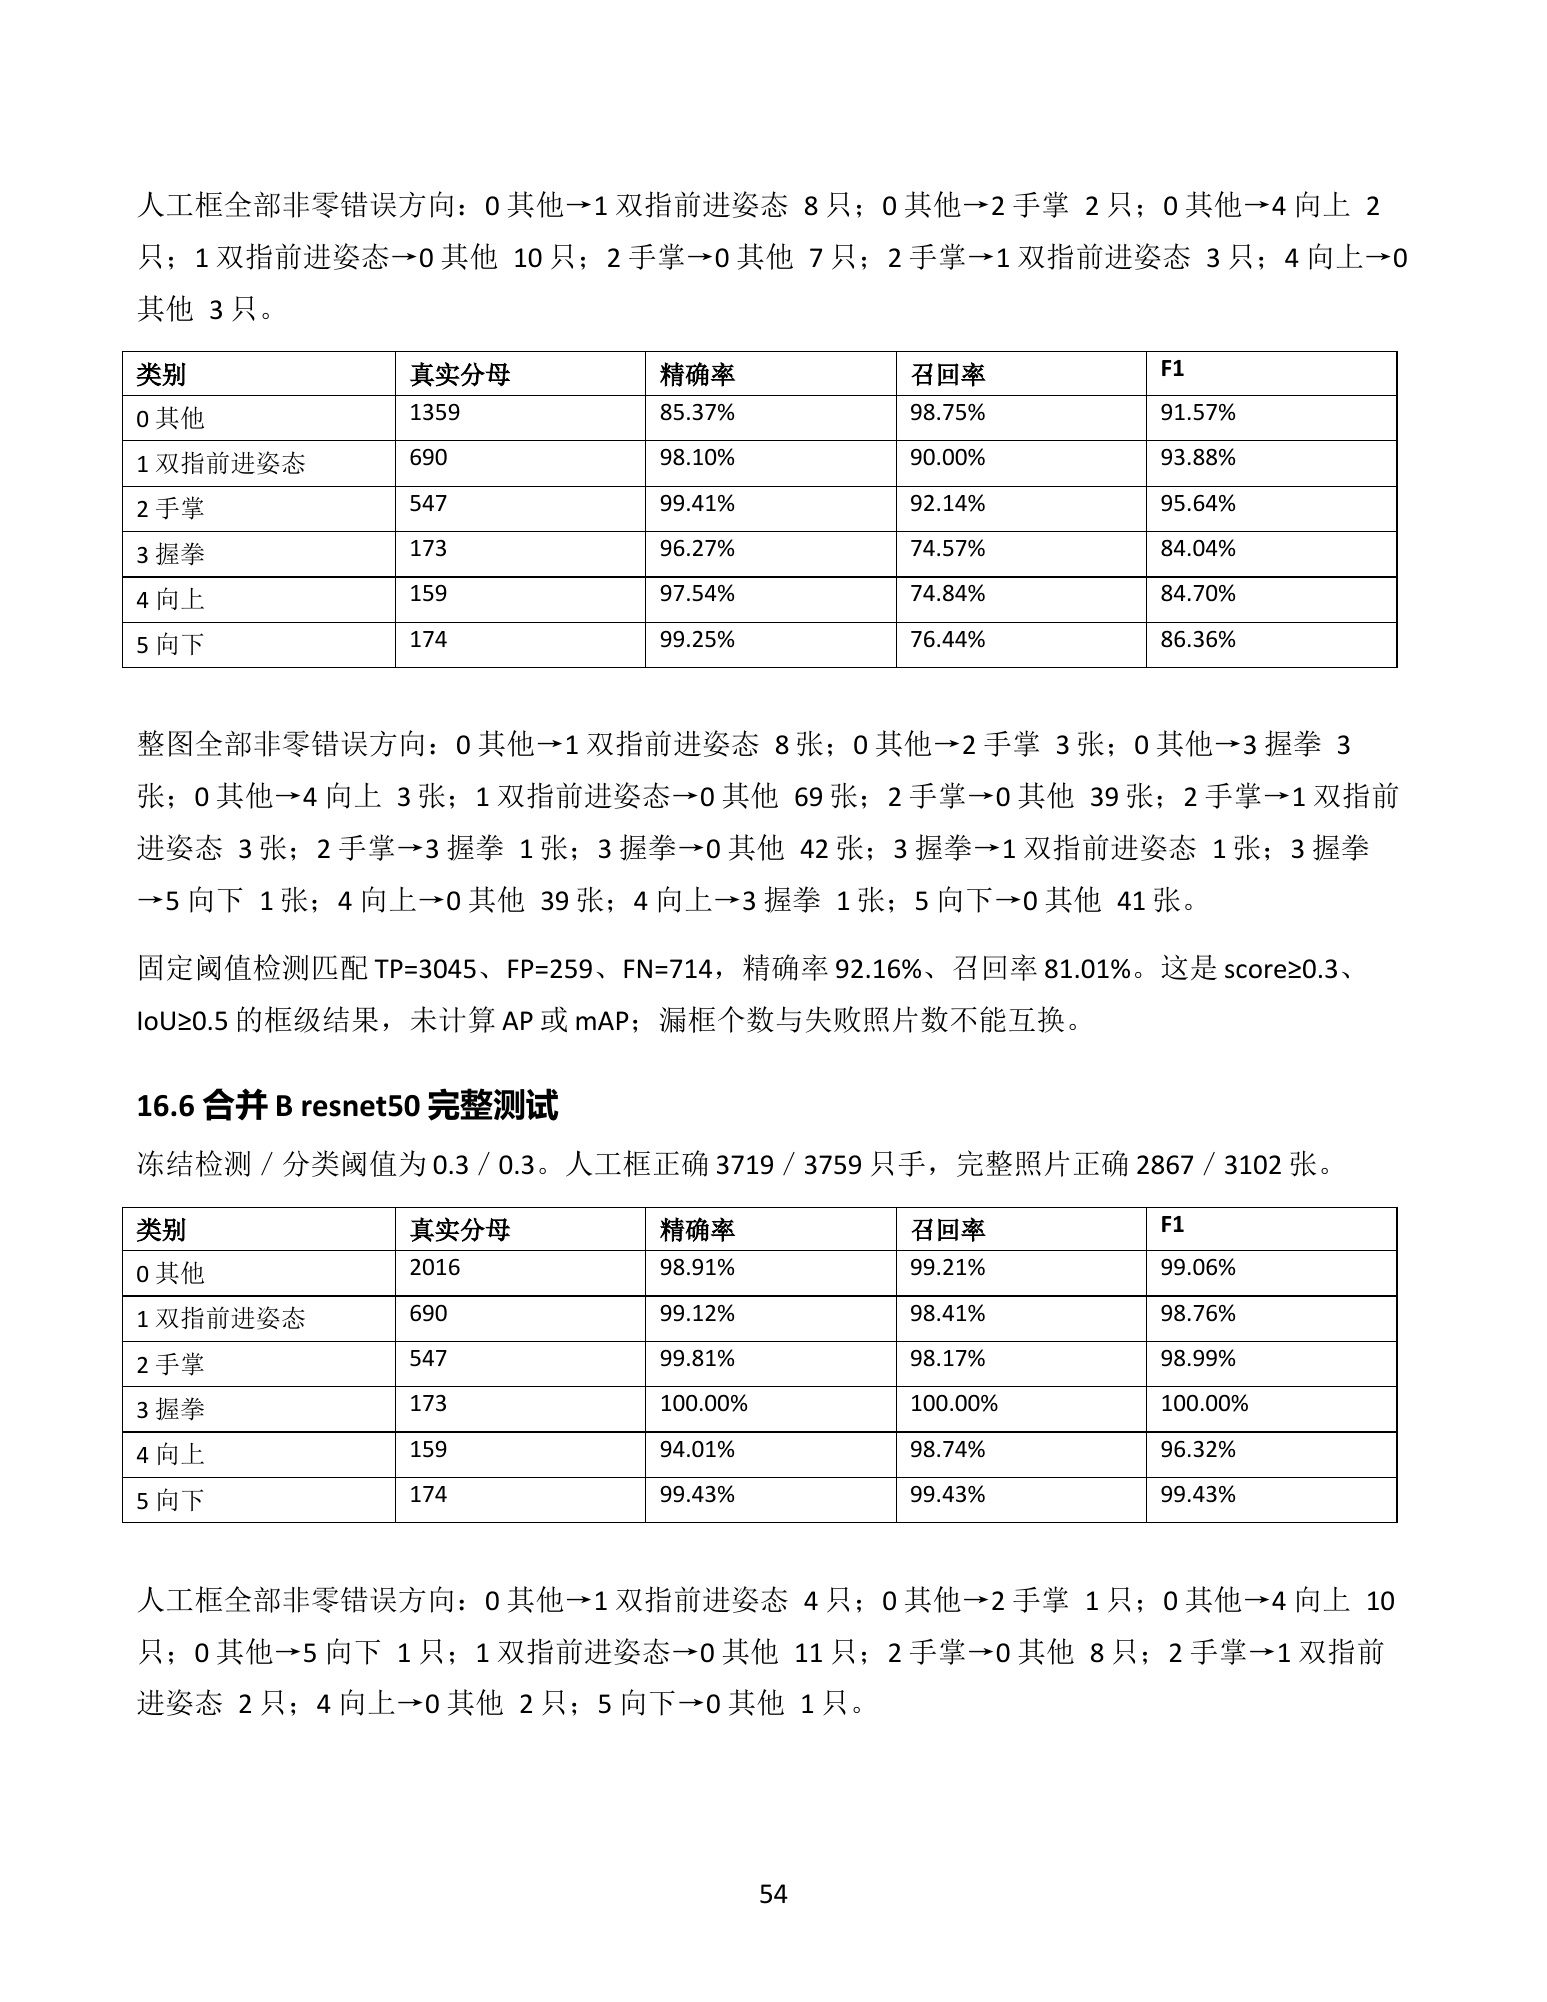 人工框全部非零错误方向：0 其他→1 双指前进姿态 8 只；0 其他→2 手掌 2 只；0 其他→4 向上 2
只；1 双指前进姿态→0 其他 10 只；2 手掌→0 其他 7 只；2 手掌→1 双指前进姿态 3 只；4 向上→0
其他 3 只。
类别 真实分母 精确率 召回率 F1
0 其他 1359 85.37% 98.75% 91.57%
1 双指前进姿态 690 98.10% 90.00% 93.88%
2 手掌 547 99.41% 92.14% 95.64%
3 握拳 173 96.27% 74.57% 84.04%
4 向上 159 97.54% 74.84% 84.70%
5 向下 174 99.25% 76.44% 86.36%
整图全部非零错误方向：0 其他→1 双指前进姿态 8 张；0 其他→2 手掌 3 张；0 其他→3 握拳 3
张；0 其他→4 向上 3 张；1 双指前进姿态→0 其他 69 张；2 手掌→0 其他 39 张；2 手掌→1 双指前
进姿态 3 张；2 手掌→3 握拳 1 张；3 握拳→0 其他 42 张；3 握拳→1 双指前进姿态 1 张；3 握拳
→5 向下 1 张；4 向上→0 其他 39 张；4 向上→3 握拳 1 张；5 向下→0 其他 41 张。
固定阈值检测匹配 TP=3045、FP=259、FN=714，精确率 92.16%、召回率 81.01%。这是 score≥0.3、
IoU≥0.5 的框级结果，未计算 AP 或 mAP；漏框个数与失败照片数不能互换。
16.6 合并 B resnet50 完整测试
冻结检测／分类阈值为 0.3／0.3。人工框正确 3719／3759 只手，完整照片正确 2867／3102 张。
类别 真实分母 精确率 召回率 F1
0 其他 2016 98.91% 99.21% 99.06%
1 双指前进姿态 690 99.12% 98.41% 98.76%
2 手掌 547 99.81% 98.17% 98.99%
3 握拳 173 100.00% 100.00% 100.00%
4 向上 159 94.01% 98.74% 96.32%
5 向下 174 99.43% 99.43% 99.43%
人工框全部非零错误方向：0 其他→1 双指前进姿态 4 只；0 其他→2 手掌 1 只；0 其他→4 向上 10
只；0 其他→5 向下 1 只；1 双指前进姿态→0 其他 11 只；2 手掌→0 其他 8 只；2 手掌→1 双指前
进姿态 2 只；4 向上→0 其他 2 只；5 向下→0 其他 1 只。
54